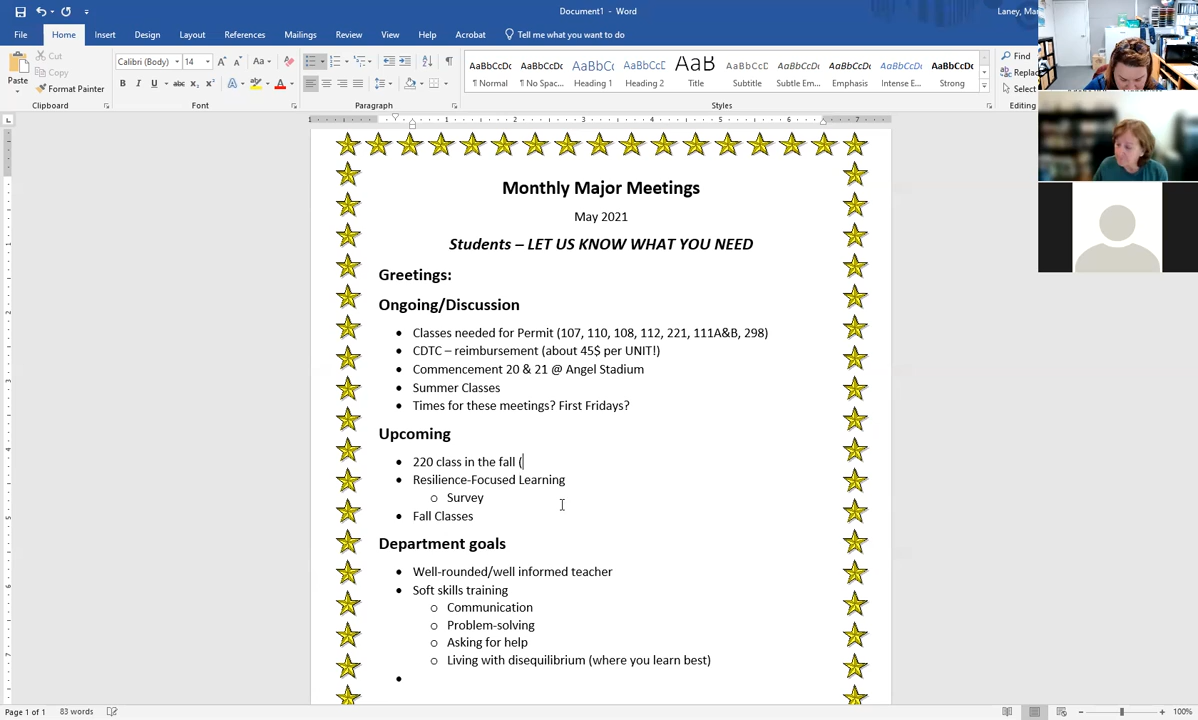 Document1 - Word
Laney, Mar
File Home Insert Design Layout References Mailings Review View Help Acrobat Tell me what you want to do
Paste
Cut
Copy
Format Painter
Clipboard
Calibri (Body) 14
Font
Paragraph
AaBbCcDc AaBbCcDc AaBbCc AaBbCcC AaB AaBbCcD AaBbCcDc AaBbCcDc AaBbCcDc AaBbCcDc
¶ Normal ¶ No Spac... Heading 1 Heading 2 Title Subtitle Subtle Em... Emphasis Intense E... Strong
Styles
Find
Replac
Select
Editing
Monthly Major Meetings
May 2021
Students – LET US KNOW WHAT YOU NEED
Greetings:
Ongoing/Discussion
• Classes needed for Permit (107, 110, 108, 112, 221, 111A&B, 298)
• CDTC – reimbursement (about 45$ per UNIT!)
• Commencement 20 & 21 @ Angel Stadium
• Summer Classes
• Times for these meetings? First Fridays?
Upcoming
• 220 class in the fall (
• Resilience-Focused Learning
o Survey
• Fall Classes
Department goals
• Well-rounded/well informed teacher
• Soft skills training
o Communication
o Problem-solving
o Asking for help
o Living with disequilibrium (where you learn best)
•
Page 1 of 1 83 words 100%